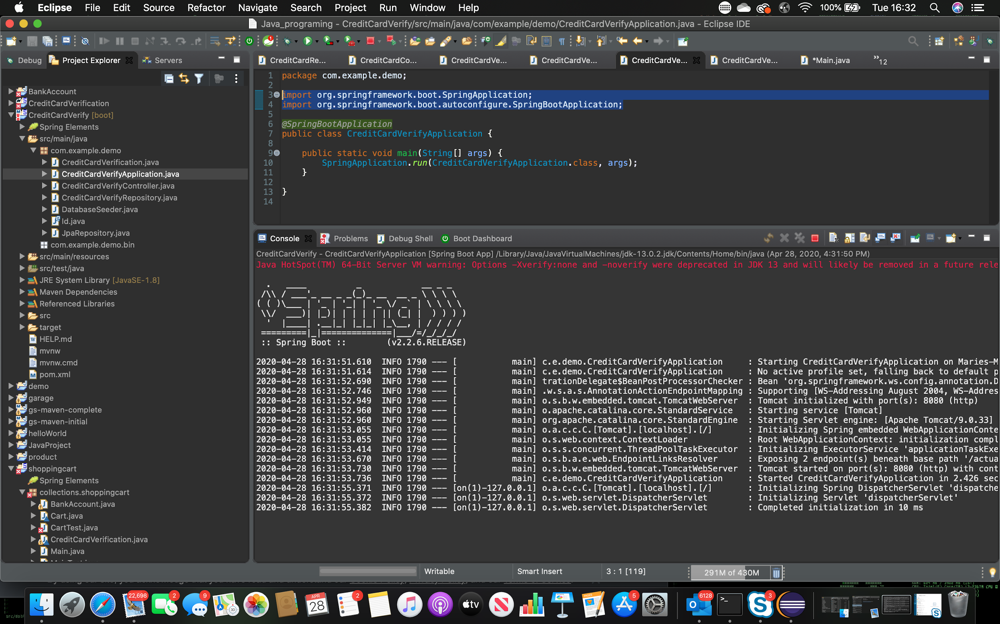 Eclipse File Edit Source Refactor Navigate Search Project Run Window Help 100% Tue 16:32
Java_programing - CreditCardVerify/src/main/java/com/example/demo/CreditCardVerifyApplication.java - Eclipse IDE
Debug Project Explorer Servers
CreditCardRe... CreditCardCo... CreditCardVe... CreditCardVe... CreditCardVe... CreditCardVe... *Main.java »12
BankAccount
CreditCardVerification
CreditCardVerify [boot]
Spring Elements
src/main/java
com.example.demo
CreditCardVerification.java
CreditCardVerifyApplication.java
CreditCardVerifyController.java
CreditCardVerifyRepository.java
DatabaseSeeder.java
Id.java
JpaRepository.java
com.example.demo.bin
src/main/resources
src/test/java
JRE System Library [JavaSE-1.8]
Maven Dependencies
Referenced Libraries
src
target
HELP.md
mvnw
mvnw.cmd
pom.xml
demo
garage
gs-maven-complete
gs-maven-initial
helloWorld
JavaProject
product
shoppingcart
Spring Elements
collections.shoppingcart
BankAccount.java
Cart.java
CartTest.java
CreditCardVerification.java
Main.java
1 package com.example.demo;
2
3 import org.springframework.boot.SpringApplication;
4 import org.springframework.boot.autoconfigure.SpringBootApplication;
5
6 @SpringBootApplication
7 public class CreditCardVerifyApplication {
8
9 public static void main(String[] args) {
10 SpringApplication.run(CreditCardVerifyApplication.class, args);
11 }
12
13 }
14
Console Problems Debug Shell Boot Dashboard
CreditCardVerify - CreditCardVerifyApplication [Spring Boot App] /Library/Java/JavaVirtualMachines/jdk-13.0.2.jdk/Contents/Home/bin/java (Apr 28, 2020, 4:31:50 PM)
Java HotSpot(TM) 64-Bit Server VM warning: Options -Xverify:none and -noverify were deprecated in JDK 13 and will likely be removed in a future rele
Spring
:: Spring Boot :: (v2.2.6.RELEASE)
2020-04-28 16:31:51.610 INFO 1790 --- [ main] c.e.demo.CreditCardVerifyApplication : Starting CreditCardVerifyApplication on Maries-M
2020-04-28 16:31:51.614 INFO 1790 --- [ main] c.e.demo.CreditCardVerifyApplication : No active profile set, falling back to default p
2020-04-28 16:31:52.690 INFO 1790 --- [ main] trationDelegate$BeanPostProcessorChecker : Bean 'org.springframework.ws.config.annotation.D
2020-04-28 16:31:52.746 INFO 1790 --- [ main] .w.s.a.s.AnnotationActionEndpointMapping : Supporting [WS-Addressing August 2004, WS-Addres
2020-04-28 16:31:52.949 INFO 1790 --- [ main] o.s.b.w.embedded.tomcat.TomcatWebServer : Tomcat initialized with port(s): 8080 (http)
2020-04-28 16:31:52.960 INFO 1790 --- [ main] o.apache.catalina.core.StandardService : Starting service [Tomcat]
2020-04-28 16:31:52.960 INFO 1790 --- [ main] org.apache.catalina.core.StandardEngine : Starting Servlet engine: [Apache Tomcat/9.0.33]
2020-04-28 16:31:53.055 INFO 1790 --- [ main] o.a.c.c.C.[Tomcat].[localhost].[/] : Initializing Spring embedded WebApplicationConte
2020-04-28 16:31:53.055 INFO 1790 --- [ main] o.s.web.context.ContextLoader : Root WebApplicationContext: initialization compl
2020-04-28 16:31:53.414 INFO 1790 --- [ main] o.s.s.concurrent.ThreadPoolTaskExecutor : Initializing ExecutorService 'applicationTaskExe
2020-04-28 16:31:53.670 INFO 1790 --- [ main] o.s.b.a.e.web.EndpointLinksResolver : Exposing 2 endpoint(s) beneath base path '/actua
2020-04-28 16:31:53.730 INFO 1790 --- [ main] o.s.b.w.embedded.tomcat.TomcatWebServer : Tomcat started on port(s): 8080 (http) with cont
2020-04-28 16:31:53.736 INFO 1790 --- [ main] c.e.demo.CreditCardVerifyApplication : Started CreditCardVerifyApplication in 2.426 sec
2020-04-28 16:31:55.371 INFO 1790 --- [on(1)-127.0.0.1] o.a.c.c.C.[Tomcat].[localhost].[/] : Initializing Spring DispatcherServlet 'dispatche
2020-04-28 16:31:55.372 INFO 1790 --- [on(1)-127.0.0.1] o.s.web.servlet.DispatcherServlet : Initializing Servlet 'dispatcherServlet'
2020-04-28 16:31:55.382 INFO 1790 --- [on(1)-127.0.0.1] o.s.web.servlet.DispatcherServlet : Completed initialization in 10 ms
Writable Smart Insert 3 : 1 [119] 291M of 430M
22,698 2 9 3D APR 28 2 tv PAGES 5 6128 3